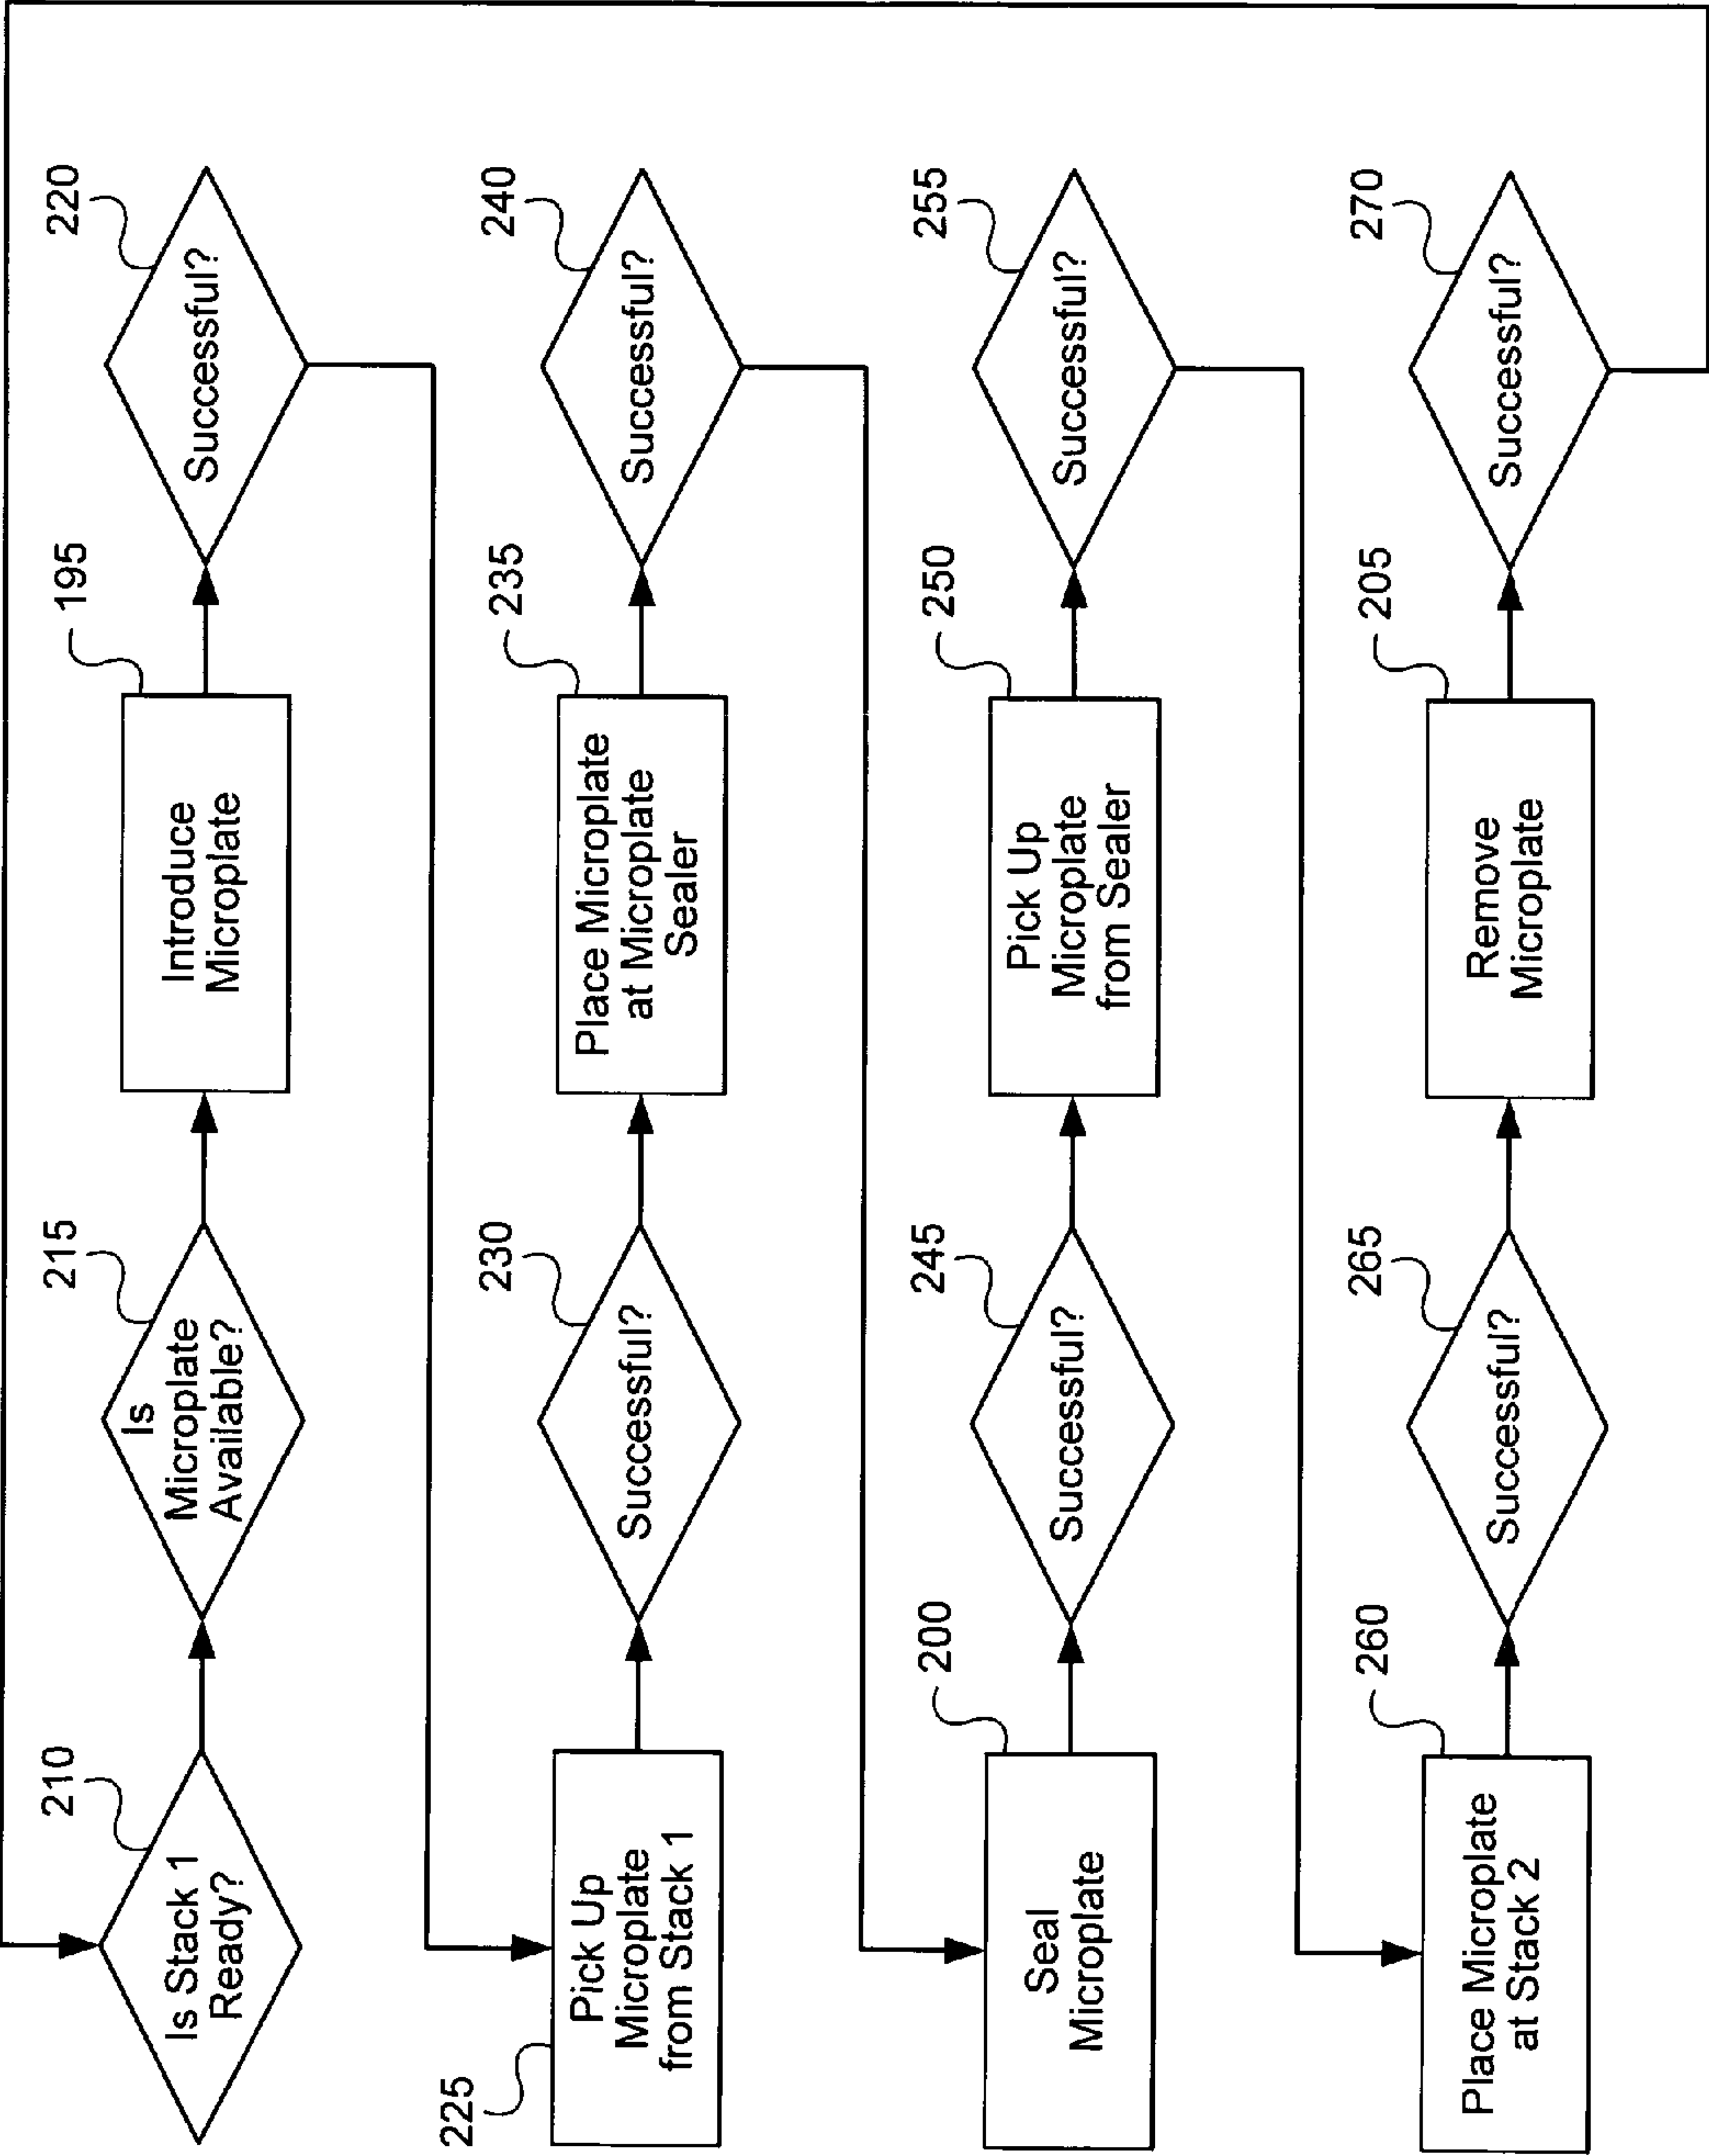 210
Is Stack 1
Ready?
215
Is
Microplate
Available?
195
Introduce
Microplate
220
Successful?
225
Pick Up
Microplate
from Stack 1
230
Successful?
235
Place Microplate
at Microplate
Sealer
240
Successful?
200
Seal
Microplate
245
Successful?
250
Pick Up
Microplate
from Sealer
255
Successful?
260
Place Microplate
at Stack 2
265
Successful?
205
Remove
Microplate
270
Successful?